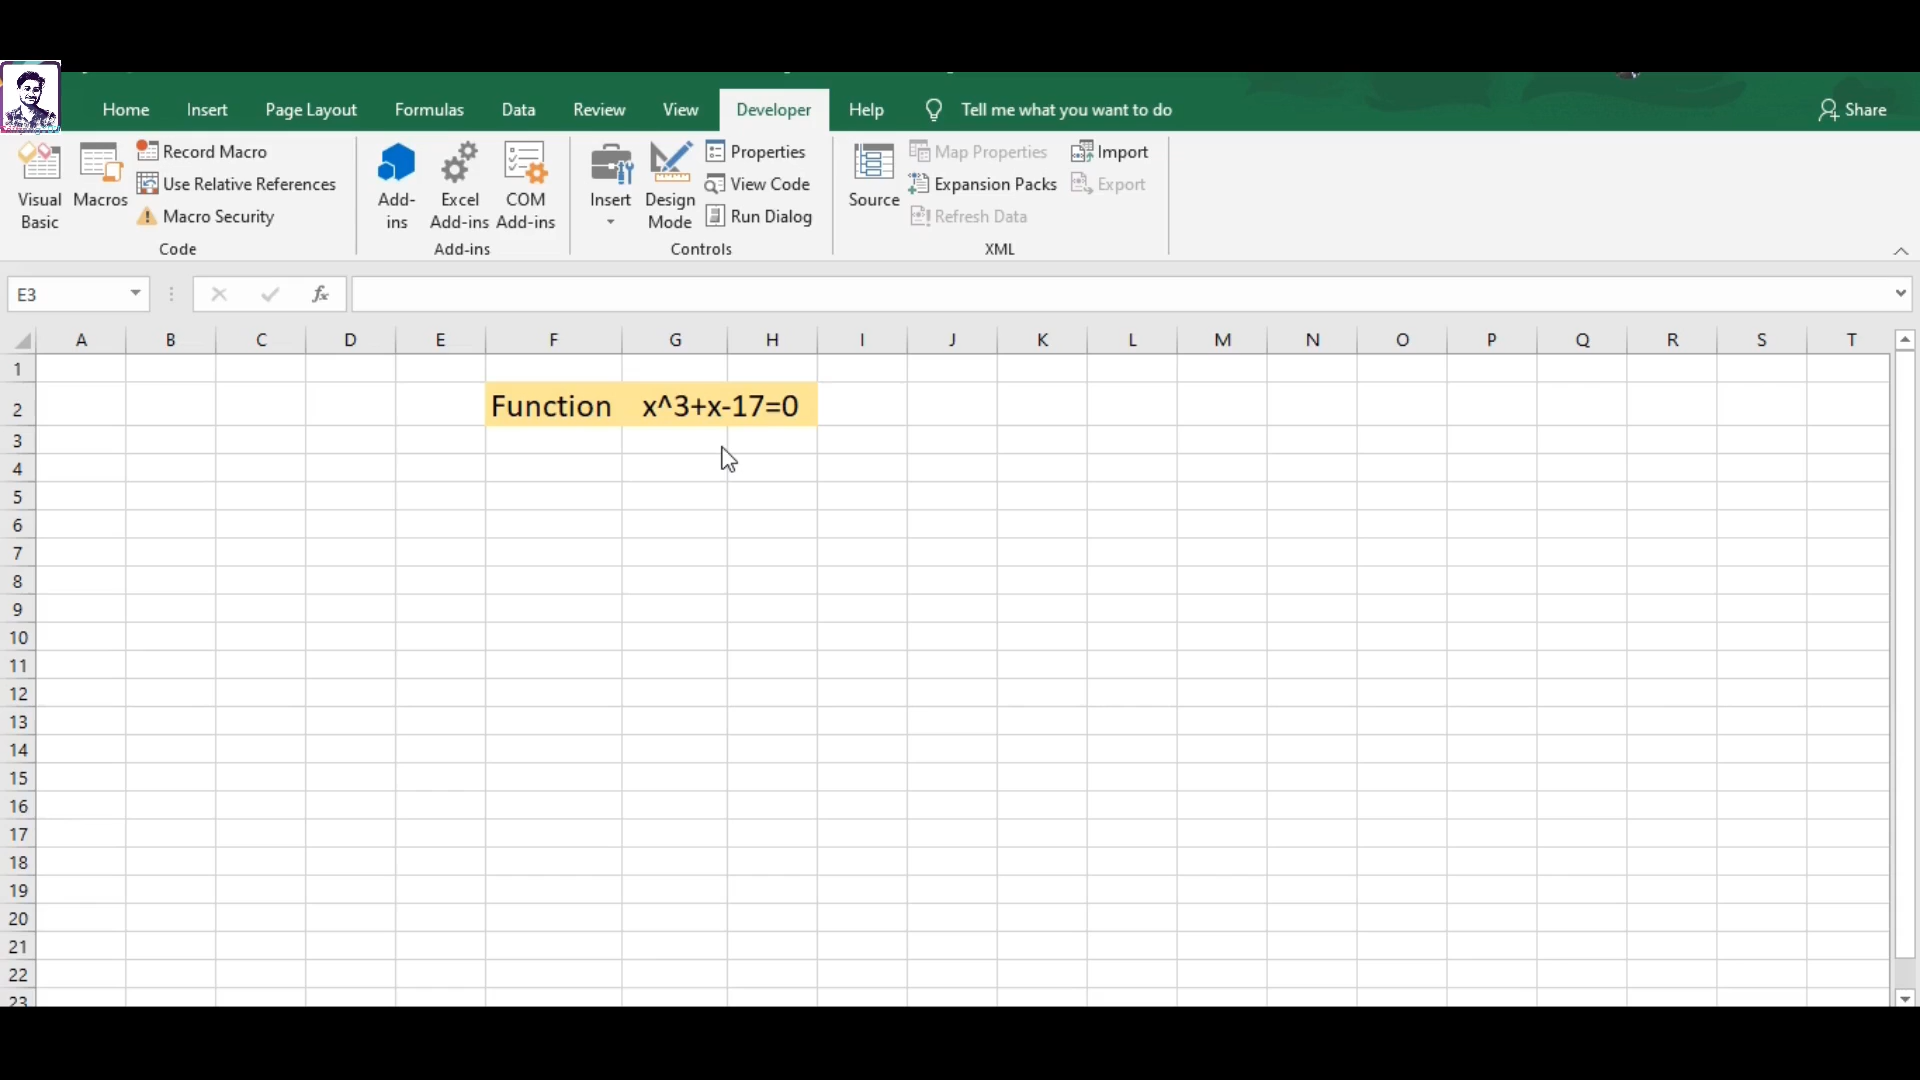 Home Insert Page Layout Formulas Data Review View Developer Help Tell me what you want to do Share
Record Macro Properties Map Properties Import
Use Relative References View Code Expansion Packs Export
Visual Basic Macros Add-ins Excel Add-ins COM Add-ins Insert Design Mode Source
Macro Security Run Dialog Refresh Data
Code Add-ins Controls XML
E3 fx
A B C D E F G H I J K L M N O P Q R S T
1
2 Function x^3+x-17=0
3
4
5
6
7
8
9
10
11
12
13
14
15
16
17
18
19
20
21
22
23